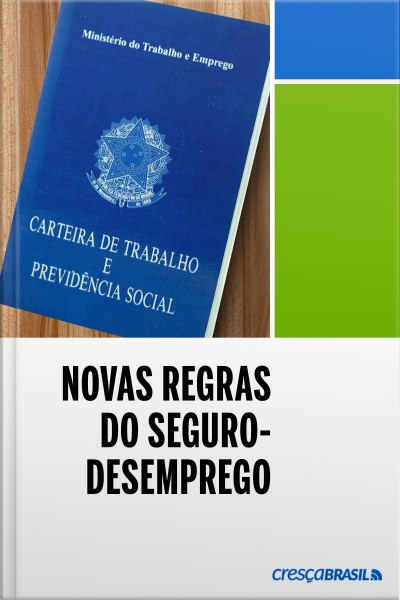 Ministério do Trabalho e Emprego
CARTEIRA DE TRABALHO
E
PREVIDÊNCIA SOCIAL
NOVAS REGRAS
DO SEGURO-
DESEMPREGO
cresçaBRASIL